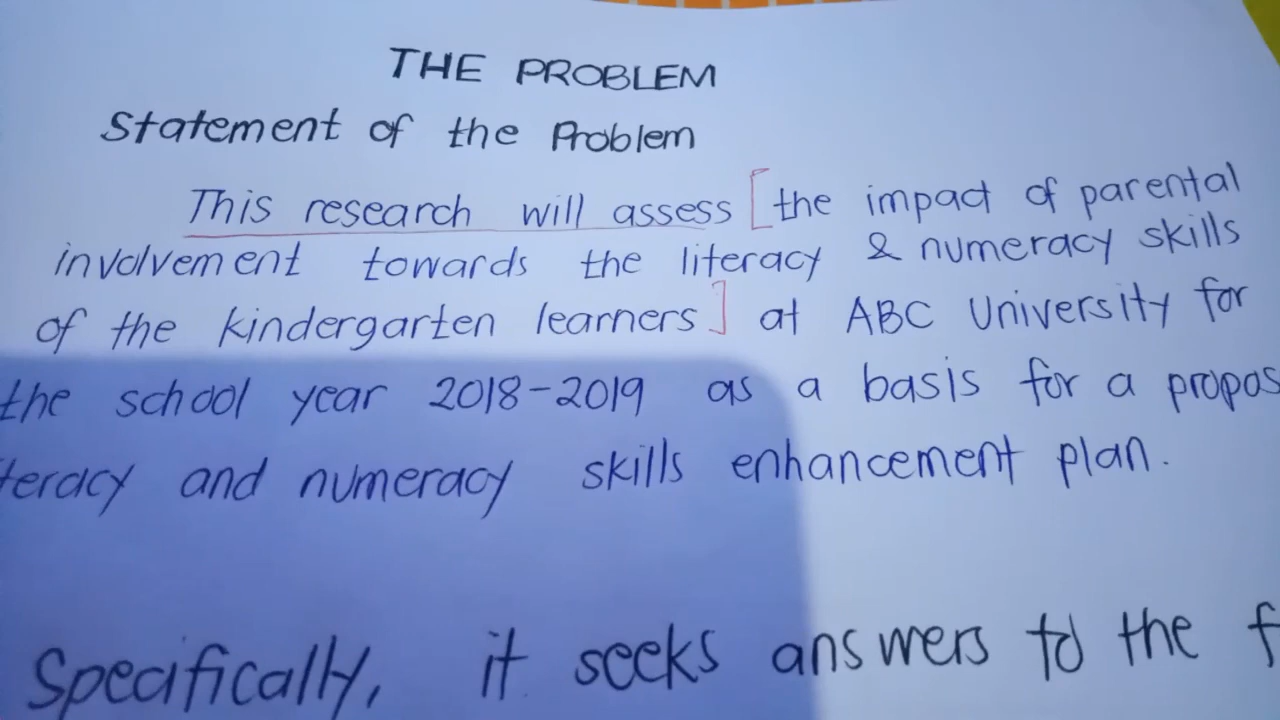 THE PROBLEM
Statement of the Problem
This research will assess [the impact of parental
involvement towards the literacy & numeracy skills
of the kindergarten learners] at ABC University for
the school year 2018-2019 as a basis for a propos
teracy and numeracy skills enhancement plan.
Specifically, it seeks answers to the f